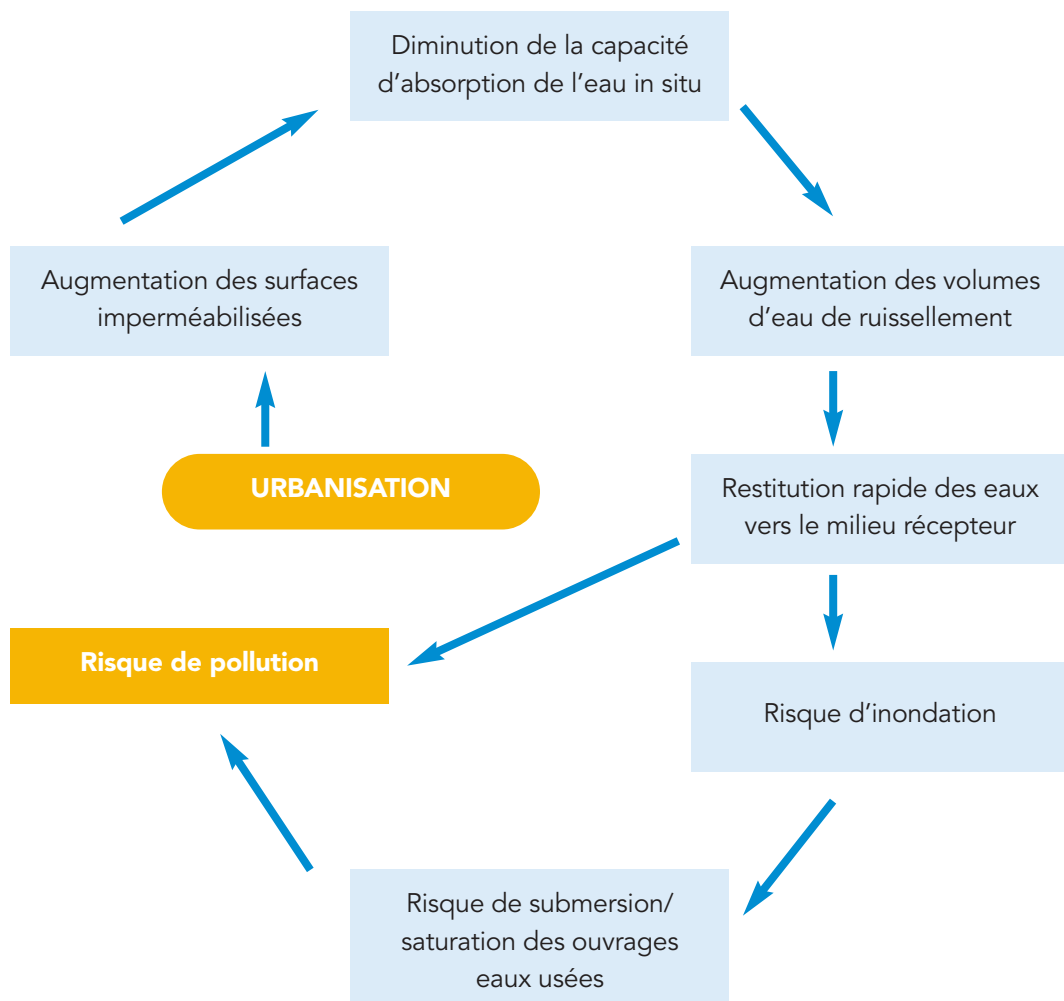 Diminution de la capacité
d’absorption de l’eau in situ
Augmentation des surfaces
imperméabilisées
Augmentation des volumes
d’eau de ruissellement
URBANISATION
Restitution rapide des eaux
vers le milieu récepteur
Risque de pollution
Risque d’inondation
Risque de submersion/
saturation des ouvrages
eaux usées